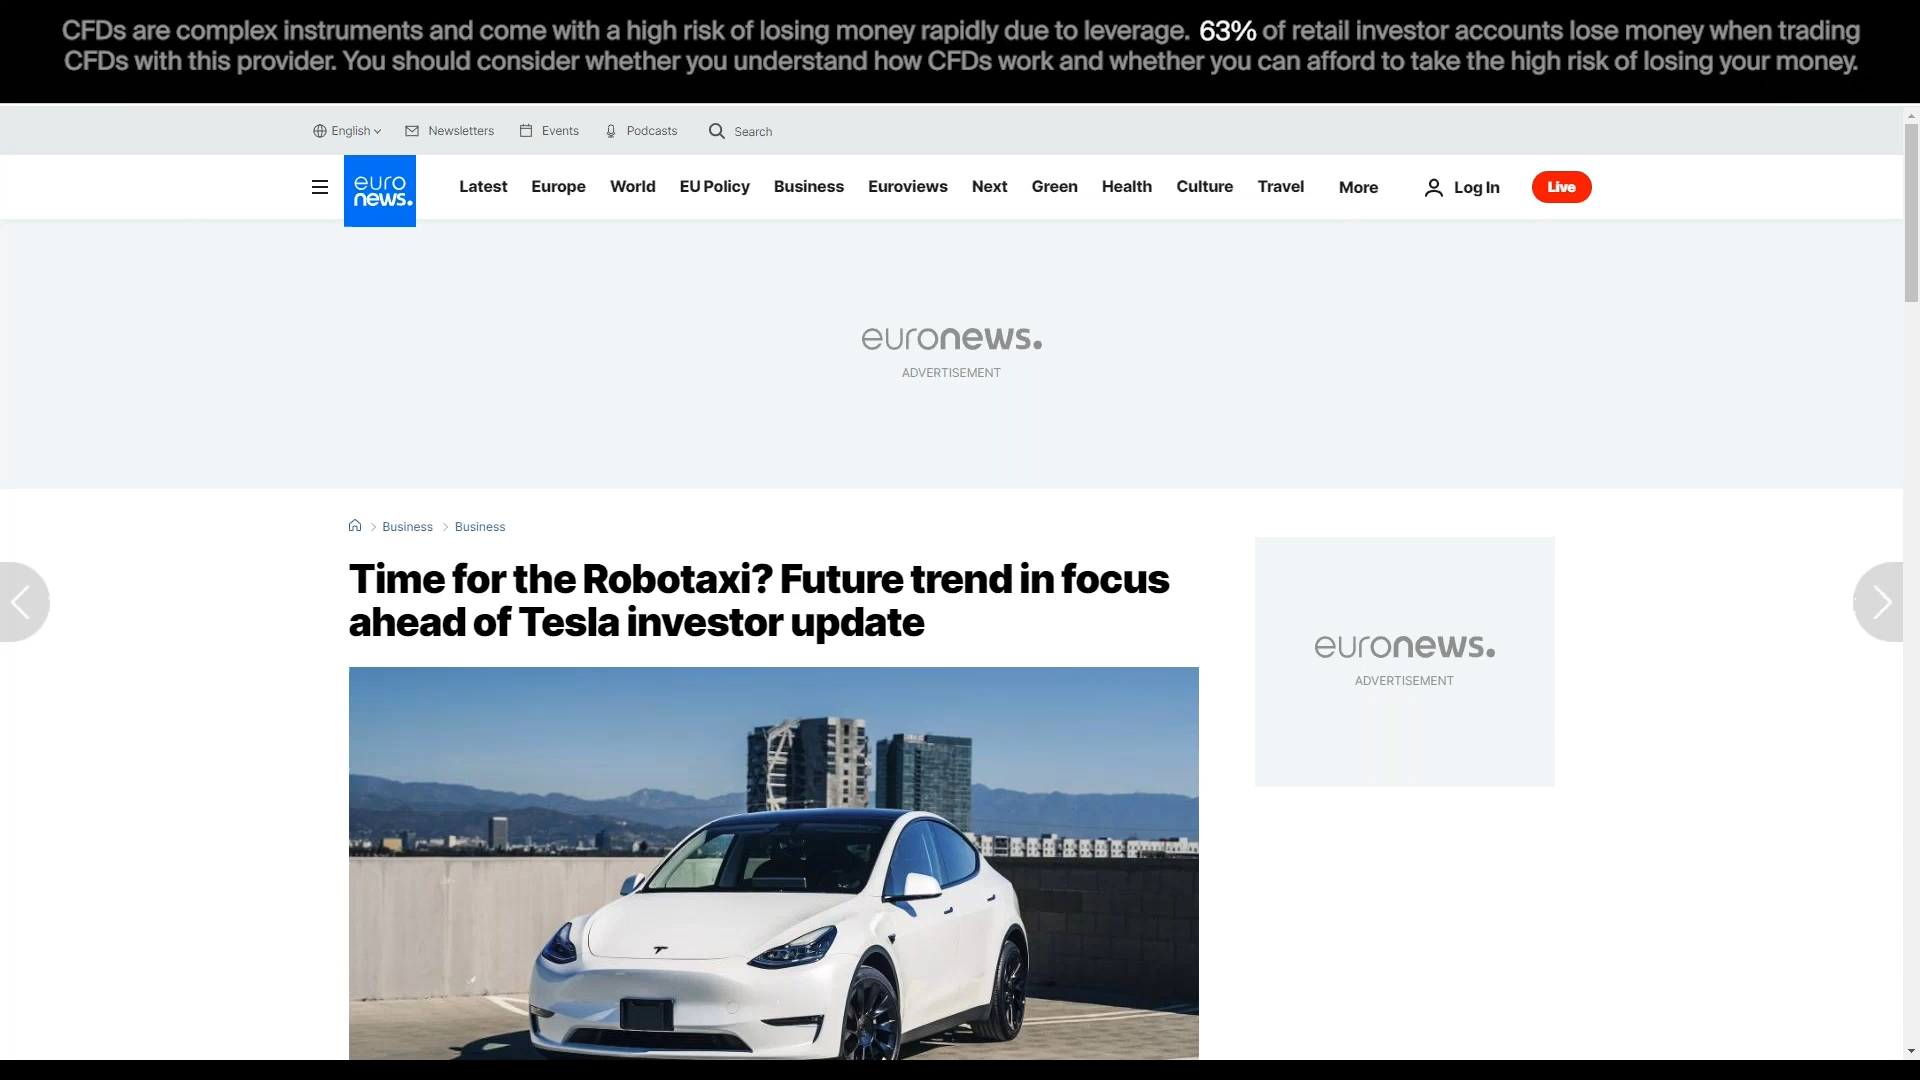 CFDs are complex instruments and come with a high risk of losing money rapidly due to leverage. 63% of retail investor accounts lose money when trading
CFDs with this provider. You should consider whether you understand how CFDs work and whether you can afford to take the high risk of losing your money.
English Newsletters Events Podcasts Search
euro
news.
Latest Europe World EU Policy Business Euroviews Next Green Health Culture Travel More Log In Live
euronews.
ADVERTISEMENT
Business Business
Time for the Robotaxi? Future trend in focus
ahead of Tesla investor update
euronews.
ADVERTISEMENT